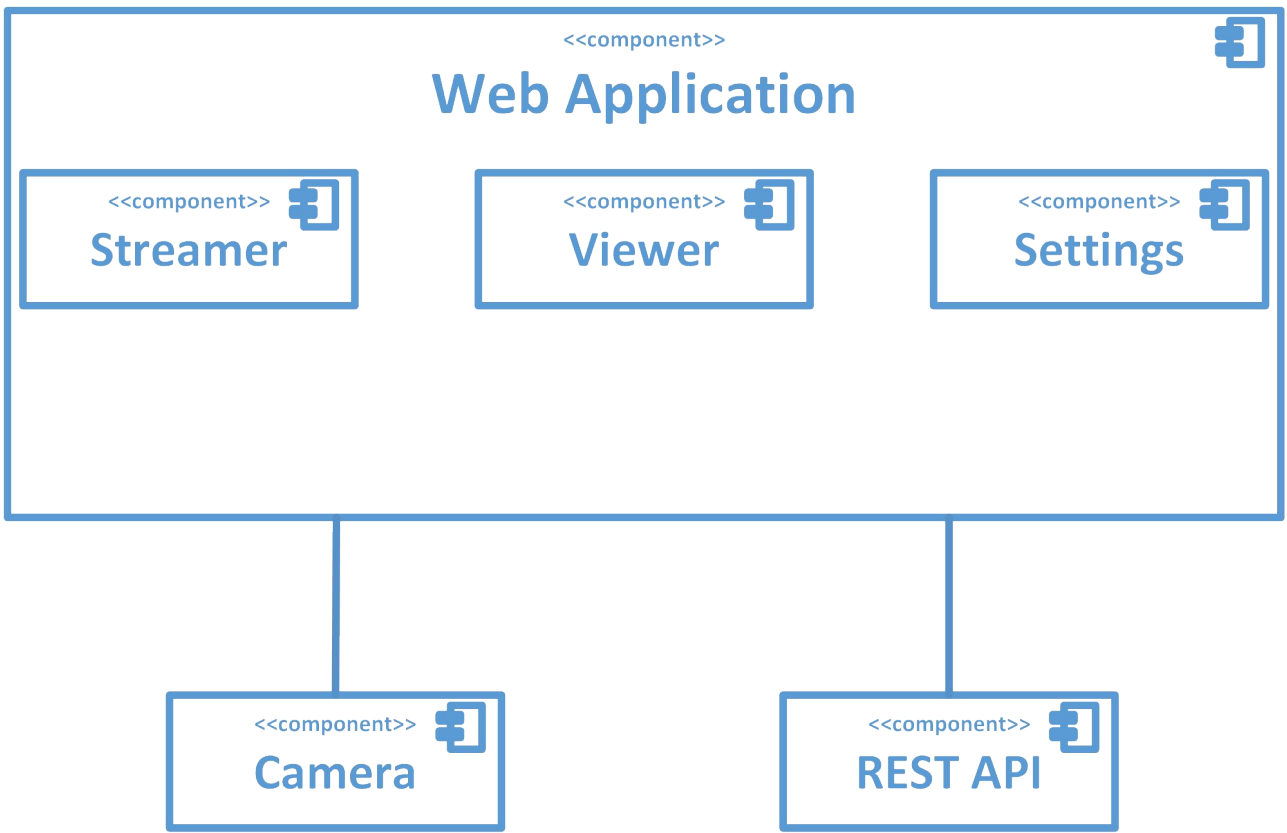 <<component>>
Web Application
<<component>>
Streamer
<<component>>
Viewer
<<component>>
Settings
<<component>>
Camera
<<component>>
REST API